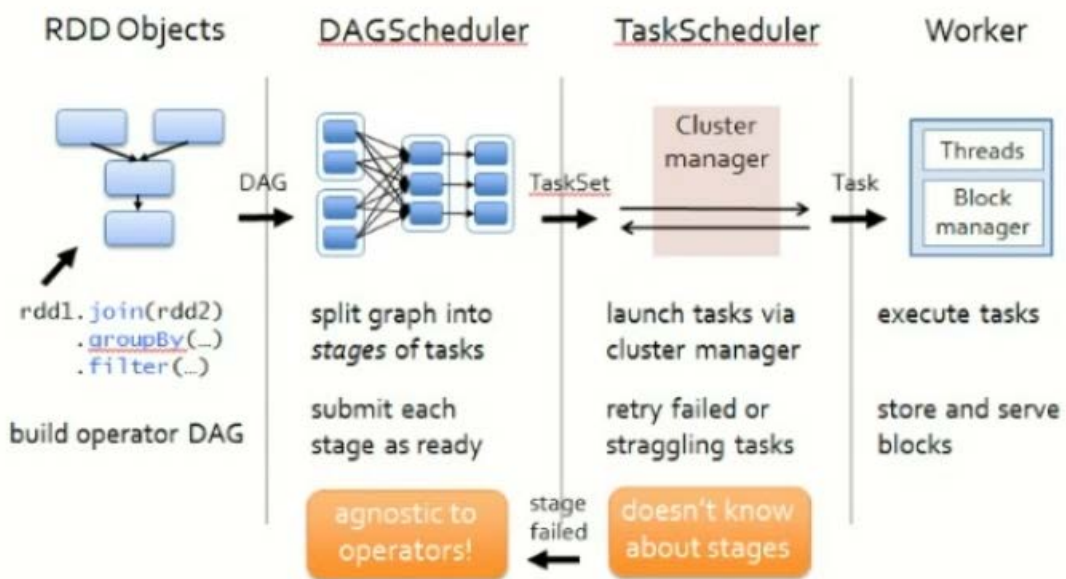 RDD Objects
DAGScheduler
TaskScheduler
Worker
DAG
TaskSet
Cluster
manager
Task
Threads
Block
manager
rdd1.join(rdd2)
.groupBy(…)
.filter(…)
build operator DAG
split graph into
stages of tasks
submit each
stage as ready
agnostic to
operators!
launch tasks via
cluster manager
retry failed or
straggling tasks
stage
failed
doesn't know
about stages
execute tasks
store and serve
blocks